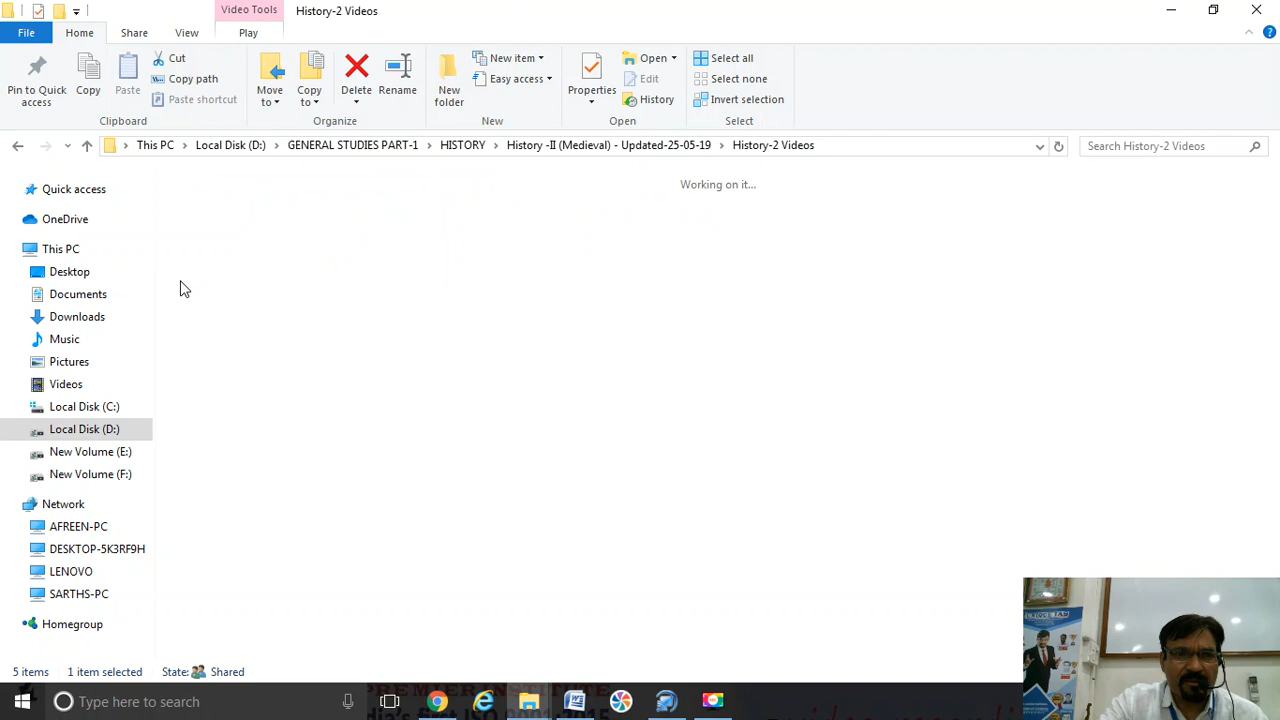 Video Tools
History-2 Videos
File
Home
Share
View
Play
Pin to Quick access
Copy
Paste
Cut
Copy path
Paste shortcut
Clipboard
Move to
Copy to
Delete
Rename
Organize
New folder
New item
Easy access
New
Properties
Open
Edit
History
Open
Select all
Select none
Invert selection
Select
This PC
Local Disk (D:)
GENERAL STUDIES PART-1
HISTORY
History -II (Medieval) - Updated-25-05-19
History-2 Videos
Search History-2 Videos
Working on it...
Quick access
OneDrive
This PC
Desktop
Documents
Downloads
Music
Pictures
Videos
Local Disk (C:)
Local Disk (D:)
New Volume (E:)
New Volume (F:)
Network
AFREEN-PC
DESKTOP-5K3RF9H
LENOVO
SARTHS-PC
Homegroup
5 items
1 item selected
State:
Shared
Type here to search